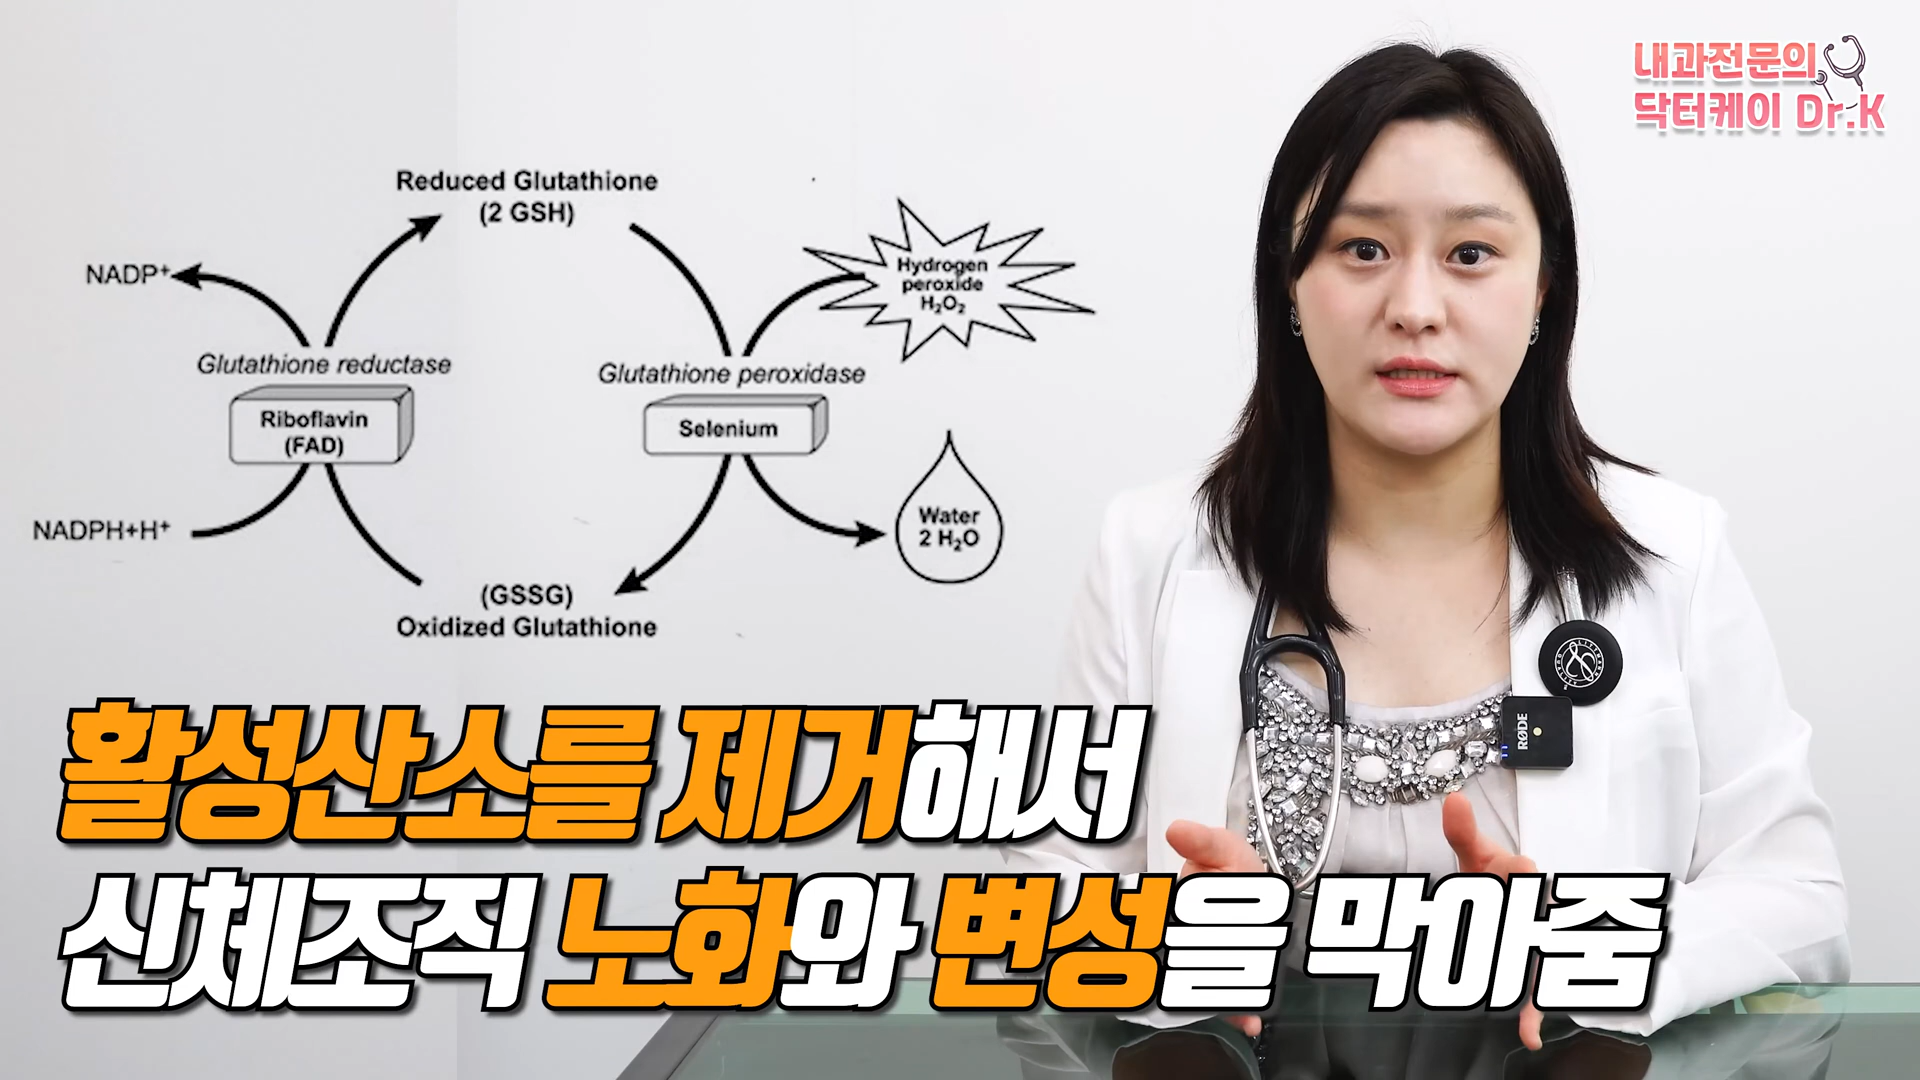 내과전문의
닥터케이 Dr.K
Reduced Glutathione
(2 GSH)
NADP⁺
Hydrogen
peroxide
H₂O₂
Glutathione reductase
Glutathione peroxidase
Riboflavin
(FAD)
Selenium
NADPH+H⁺
Water
2 H₂O
(GSSG)
Oxidized Glutathione
RØDE
활성산소를 제거해서
신체조직 노화와 변성을 막아줌